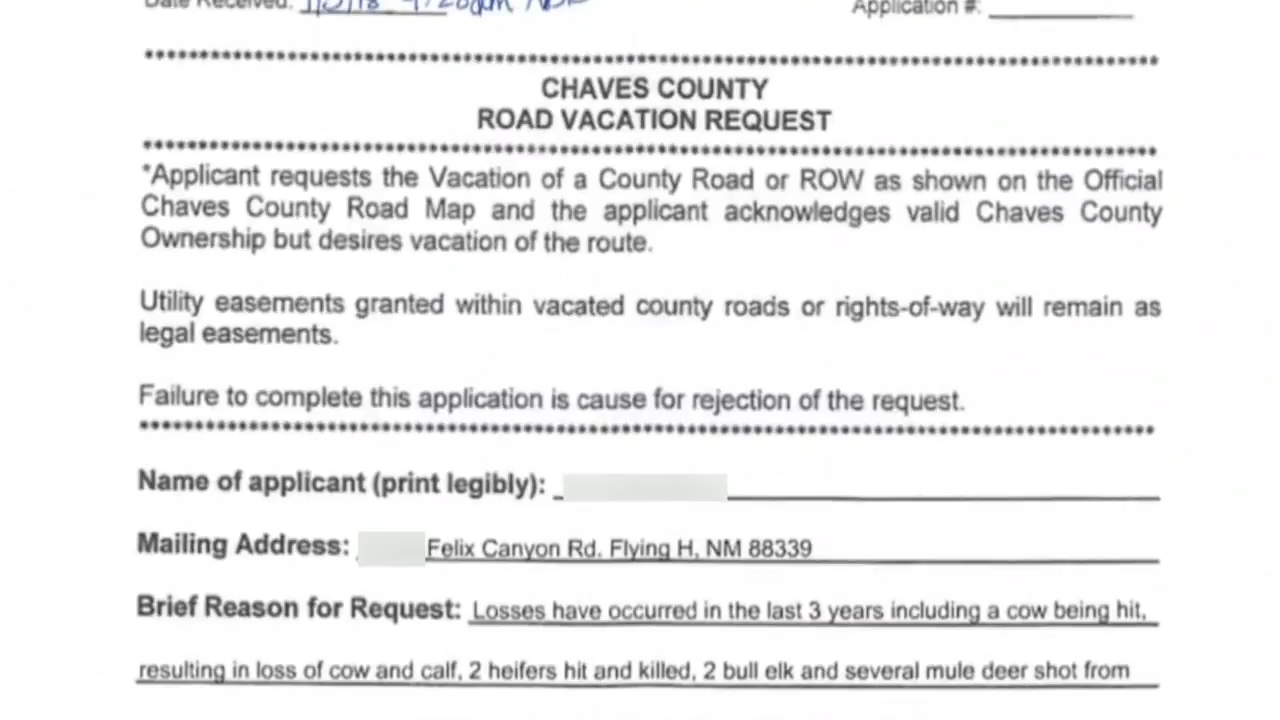 Date Received:
Application #:
CHAVES COUNTY
ROAD VACATION REQUEST
*Applicant requests the Vacation of a County Road or ROW as shown on the Official
Chaves County Road Map and the applicant acknowledges valid Chaves County
Ownership but desires vacation of the route.
Utility easements granted within vacated county roads or rights-of-way will remain as
legal easements.
Failure to complete this application is cause for rejection of the request.
Name of applicant (print legibly):
Mailing Address: Felix Canyon Rd. Flying H, NM 88339
Brief Reason for Request: Losses have occurred in the last 3 years including a cow being hit,
resulting in loss of cow and calf, 2 heifers hit and killed, 2 bull elk and several mule deer shot from